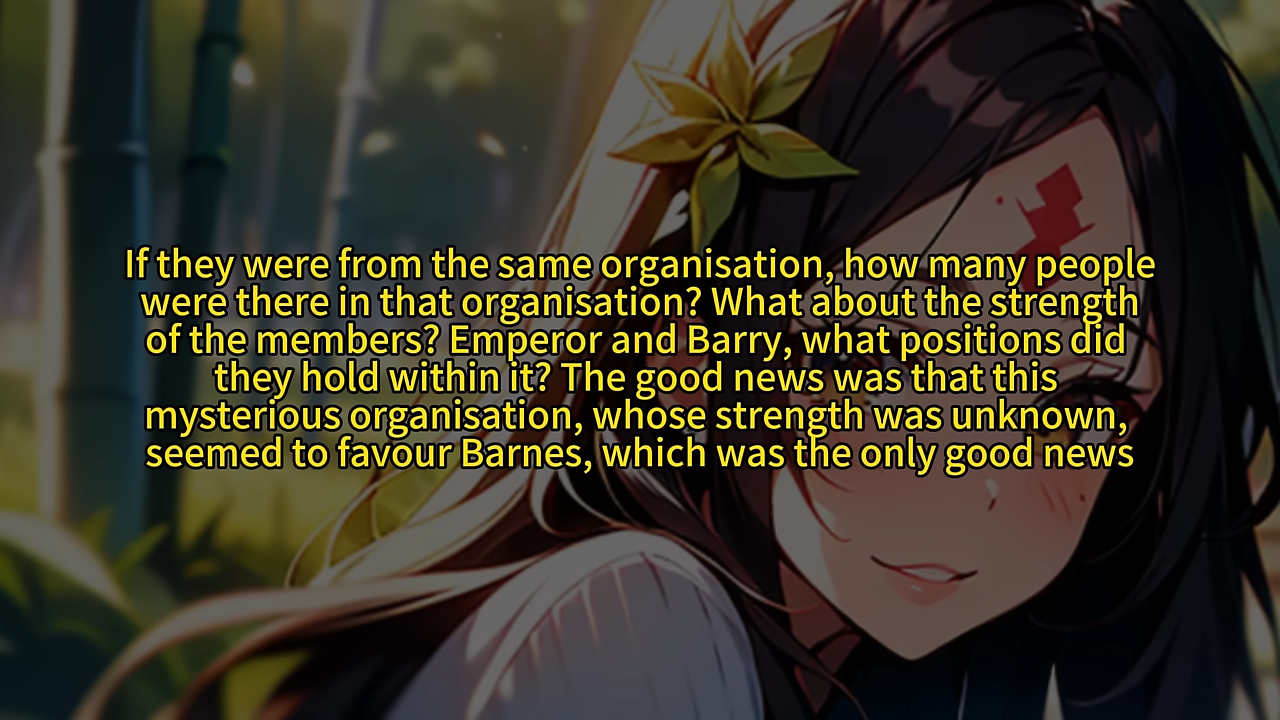 If they were from the same organisation, how many people
were there in that organisation? What about the strength
of the members? Emperor and Barry, what positions did
they hold within it? The good news was that this
mysterious organisation, whose strength was unknown,
seemed to favour Barnes, which was the only good news